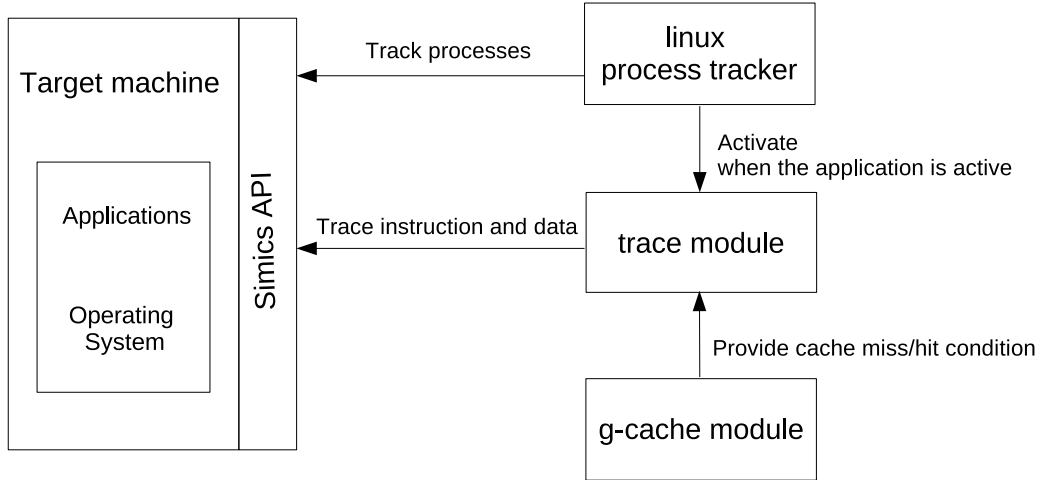 Target machine
Applications
Operating
System
Simics API
Track processes
linux
process tracker
Activate
when the application is active
Trace instruction and data
trace module
Provide cache miss/hit condition
g-cache module